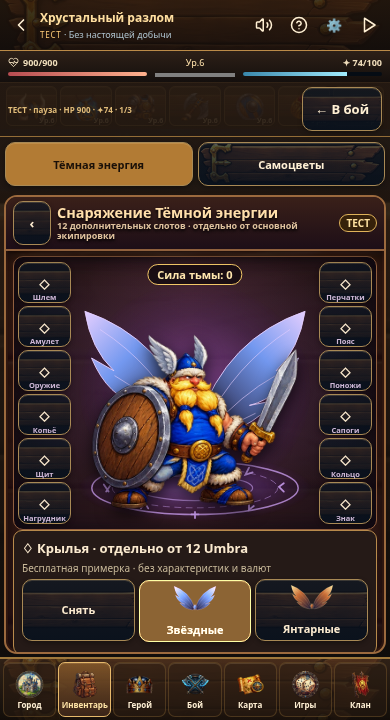 Хрустальный разлом
ТЕСТ · Без настоящей добычи
900/900
Ур.6
✦ 74/100
ТЕСТ · пауза · HP 900 · ✦74 · 1/3
← В бой
Тёмная энергия
Самоцветы
‹
Снаряжение Тёмной энергии
12 дополнительных слотов · отдельно от основной
экипировки
ТЕСТ
Сила тьмы: 0
◇
Шлем
◇
Перчатки
◇
Амулет
◇
Пояс
◇
Оружие
◇
Поножи
◇
Копьё
◇
Сапоги
◇
Щит
◇
Кольцо
◇
Нагрудник
◇
Знак
◊ Крылья · отдельно от 12 Umbra
Бесплатная примерка · без характеристик и валют
Снять
Звёздные
Янтарные
Город
Инвентарь
Герой
Бой
Карта
Игры
Клан